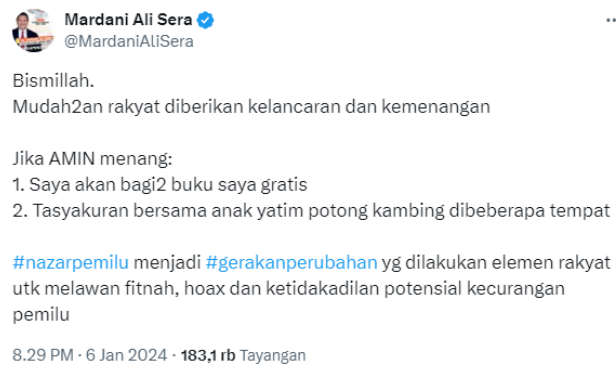 Mardani Ali Sera
@MardaniAliSera
Bismillah.
Mudah2an rakyat diberikan kelancaran dan kemenangan
Jika AMIN menang:
1. Saya akan bagi2 buku saya gratis
2. Tasyakuran bersama anak yatim potong kambing dibeberapa tempat
#nazarpemilu menjadi #gerakanperubahan yg dilakukan elemen rakyat
utk melawan fitnah, hoax dan ketidakadilan potensial kecurangan
pemilu
8.29 PM · 6 Jan 2024 · 183,1 rb Tayangan